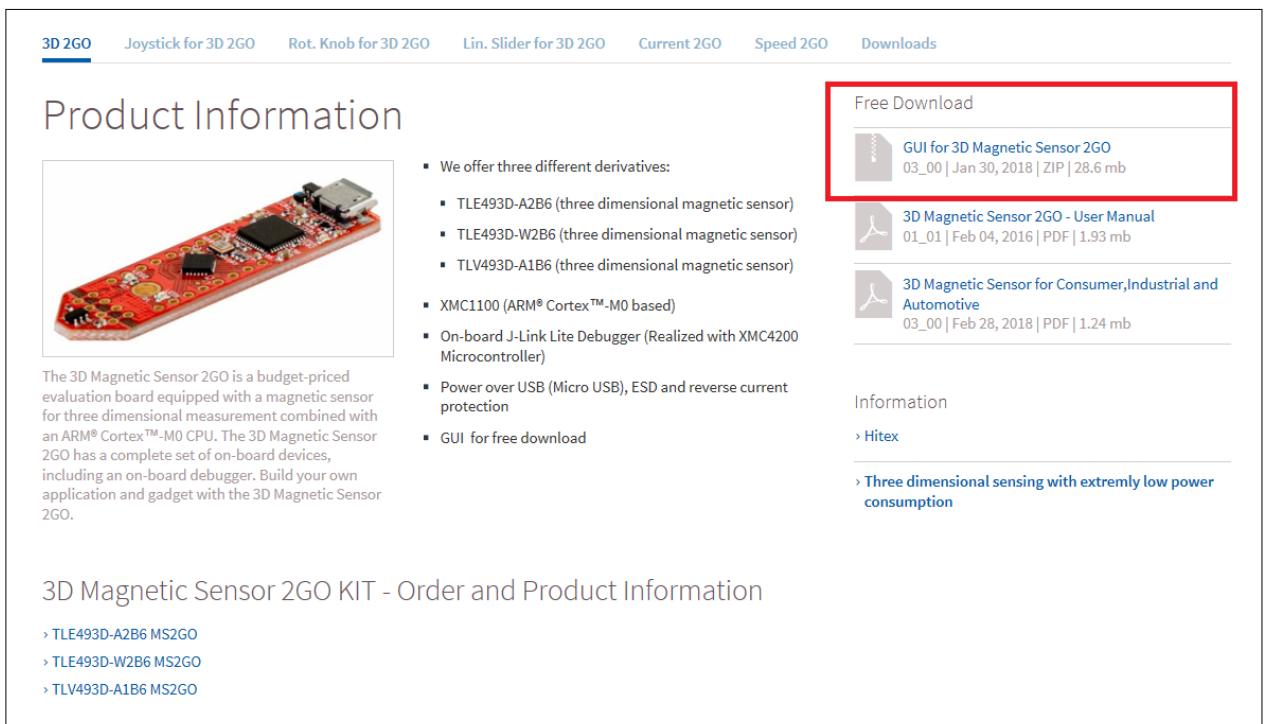 3D 2GO Joystick for 3D 2GO Rot. Knob for 3D 2GO Lin. Slider for 3D 2GO Current 2GO Speed 2GO Downloads
Product Information
The 3D Magnetic Sensor 2GO is a budget-priced
evaluation board equipped with a magnetic sensor
for three dimensional measurement combined with
an ARM® Cortex™-M0 CPU. The 3D Magnetic Sensor
2GO has a complete set of on-board devices,
including an on-board debugger. Build your own
application and gadget with the 3D Magnetic Sensor
2GO.
▪ We offer three different derivatives:
▪ TLE493D-A2B6 (three dimensional magnetic sensor)
▪ TLE493D-W2B6 (three dimensional magnetic sensor)
▪ TLV493D-A1B6 (three dimensional magnetic sensor)
▪ XMC1100 (ARM® Cortex™-M0 based)
▪ On-board J-Link Lite Debugger (Realized with XMC4200
Microcontroller)
▪ Power over USB (Micro USB), ESD and reverse current
protection
▪ GUI for free download
Free Download
GUI for 3D Magnetic Sensor 2GO
03_00 | Jan 30, 2018 | ZIP | 28.6 mb
3D Magnetic Sensor 2GO - User Manual
01_01 | Feb 04, 2016 | PDF | 1.93 mb
3D Magnetic Sensor for Consumer,Industrial and
Automotive
03_00 | Feb 28, 2018 | PDF | 1.24 mb
Information
› Hitex
› Three dimensional sensing with extremly low power
consumption
3D Magnetic Sensor 2GO KIT - Order and Product Information
› TLE493D-A2B6 MS2GO
› TLE493D-W2B6 MS2GO
› TLV493D-A1B6 MS2GO